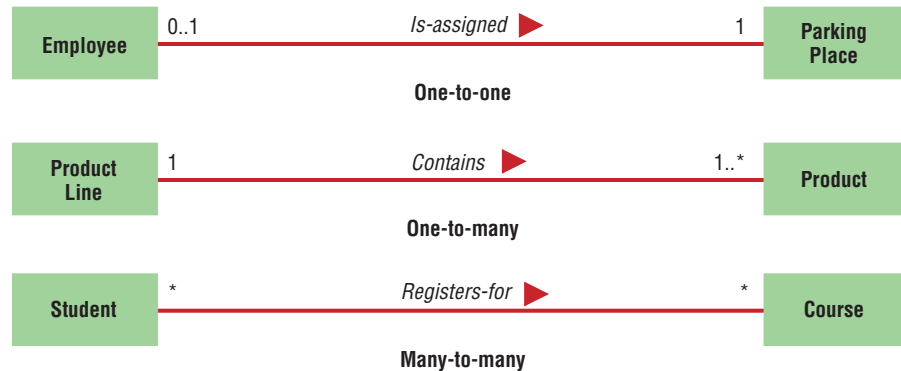 Employee
0..1
Is-assigned
1
Parking
Place
One-to-one
Product
Line
1
Contains
1..*
Product
One-to-many
Student
*
Registers-for
*
Course
Many-to-many